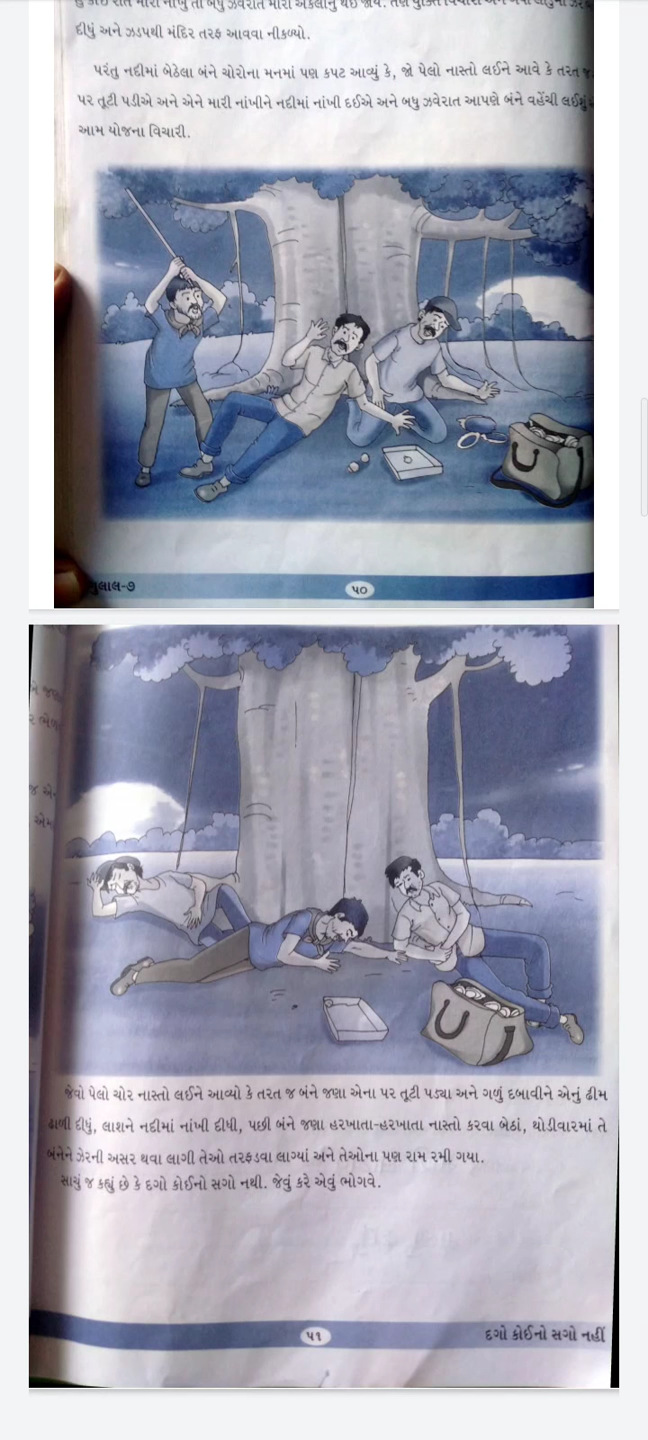 દીધું અને ઝડપથી મંદિર તરફ આવવા નીકળ્યો.
પરંતુ નદીમાં બેઠેલા બંને ચોરોના મનમાં પણ કપટ આવ્યું કે, જો પેલો નાસ્તો લઈને આવે કે તરત જ
પર તૂટી પડીએ અને એને મારી નાંખીને નદીમાં નાંખી દઈએ અને બધુ ઝવેરાત આપણે બંને વહેંચી લઈશું
આમ યોજના વિચારી.
ગુલાલ-૭
૫૦
જેવો પેલો ચોર નાસ્તો લઈને આવ્યો કે તરત જ બંને જણા એના પર તૂટી પડ્યા અને ગળું દબાવીને એનું ઢીમ
ઢાળી દીધું, લાશને નદીમાં નાંખી દીધી, પછી બંને જણા હરખાતા-હરખાતા નાસ્તો કરવા બેઠાં, થોડીવારમાં તે
બંનેને ઝેરની અસર થવા લાગી તેઓ તરફડવા લાગ્યાં અને તેઓના પણ રામ રમી ગયા.
સાચું જ કહ્યું છે કે દગો કોઈનો સગો નથી. જેવું કરે એવું ભોગવે.
૫૧
દગો કોઈનો સગો નહીં